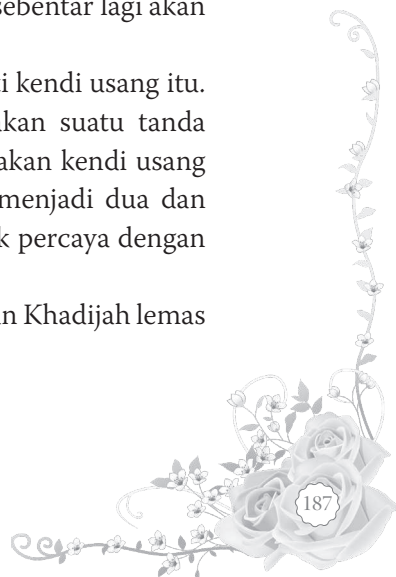 sebentar lagi akan
i kendi usang itu.
kan suatu tanda
akan kendi usang
menjadi dua dan
k percaya dengan
n Khadijah lemas
187